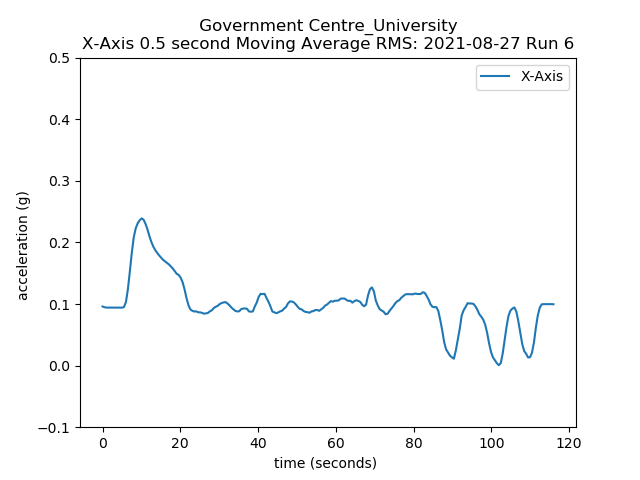 Government Centre_University
X-Axis 0.5 second Moving Average RMS: 2021-08-27 Run 6
X-Axis
acceleration (g)
0.5
0.4
0.3
0.2
0.1
0.0
−0.1
0 20 40 60 80 100 120
time (seconds)